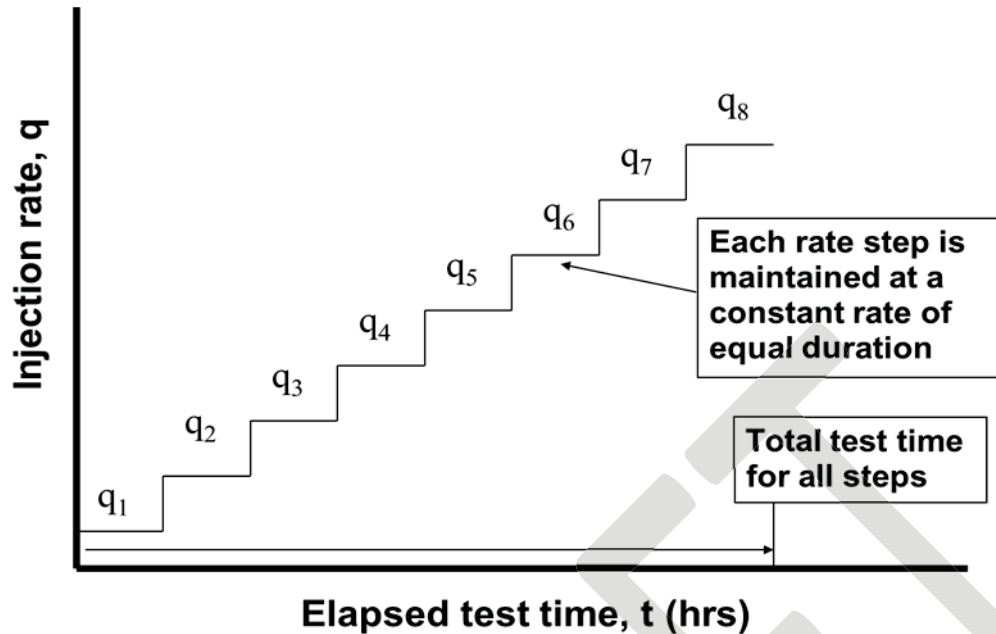 Injection rate, q
q8
q7
q6
Each rate step is
maintained at a
constant rate of
equal duration
q5
q4
q3
q2
Total test time
for all steps
q1
Elapsed test time, t (hrs)